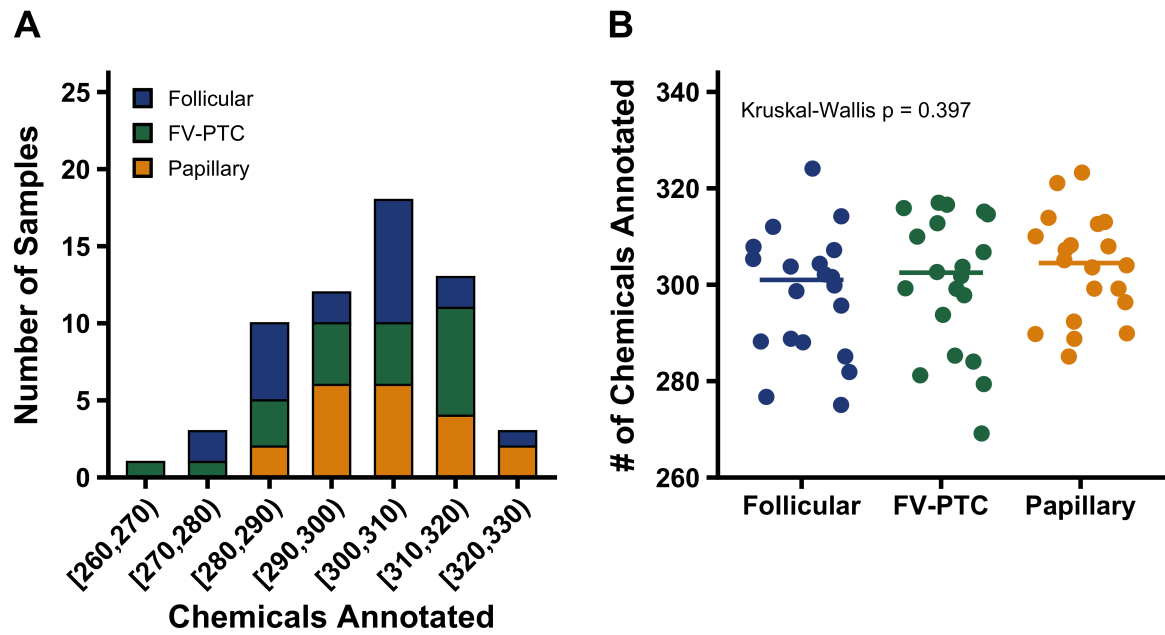 A
Number of Samples
25
20
15
10
5
0
Follicular
FV-PTC
Papillary
[260,270)
[270,280)
[280,290)
[290,300)
[300,310)
[310,320)
[320,330)
Chemicals Annotated
B
# of Chemicals Annotated
340
320
300
280
260
Kruskal-Wallis p = 0.397
Follicular
FV-PTC
Papillary